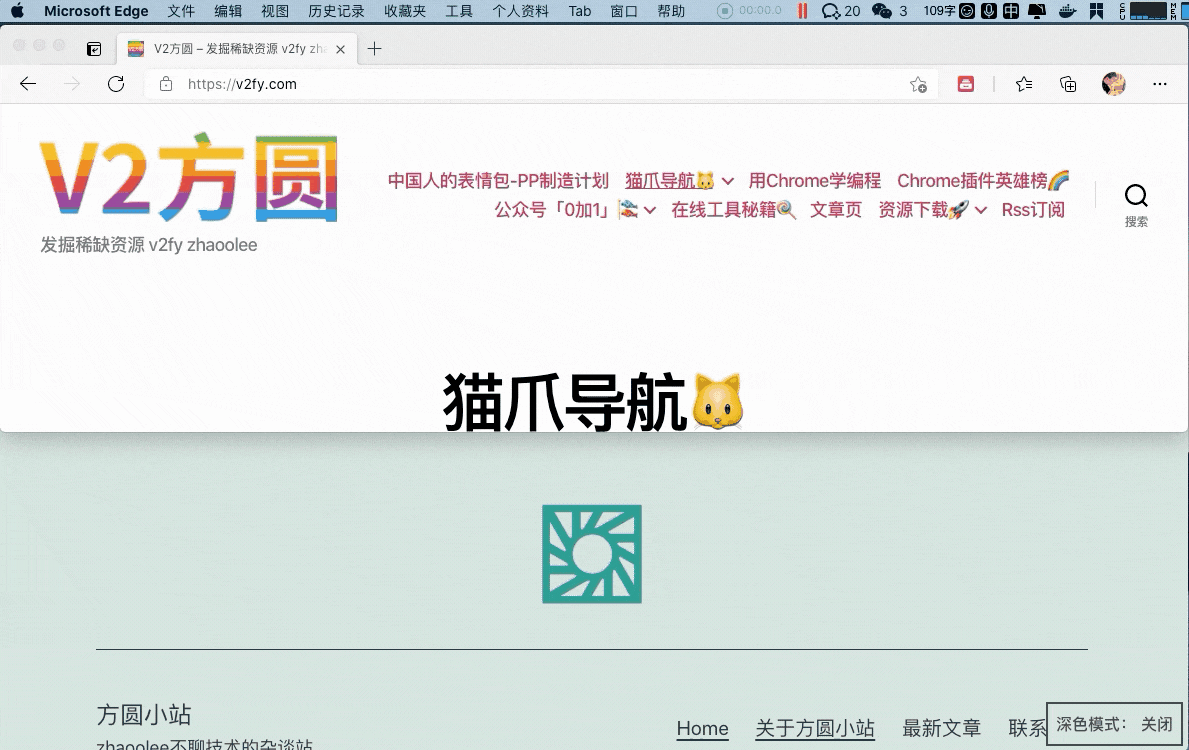 Microsoft Edge 文件 编辑 视图 历史记录 收藏夹 工具 个人资料 Tab 窗口 帮助 00:00.0 20 3 109字 中
V2方圆 – 发掘稀缺资源 v2fy zha
https://v2fy.com
V2方圆
发掘稀缺资源 v2fy zhaoolee
中国人的表情包-PP制造计划 猫爪导航🐱 用Chrome学编程 Chrome插件英雄榜🌈
公众号「0加1」🎏 在线工具秘籍🍭 文章页 资源下载🚀 Rss订阅
搜索
猫爪导航🐱
方圆小站
zhaoolee不聊技术的杂谈站
Home 关于方圆小站 最新文章 联系
深色模式： 关闭